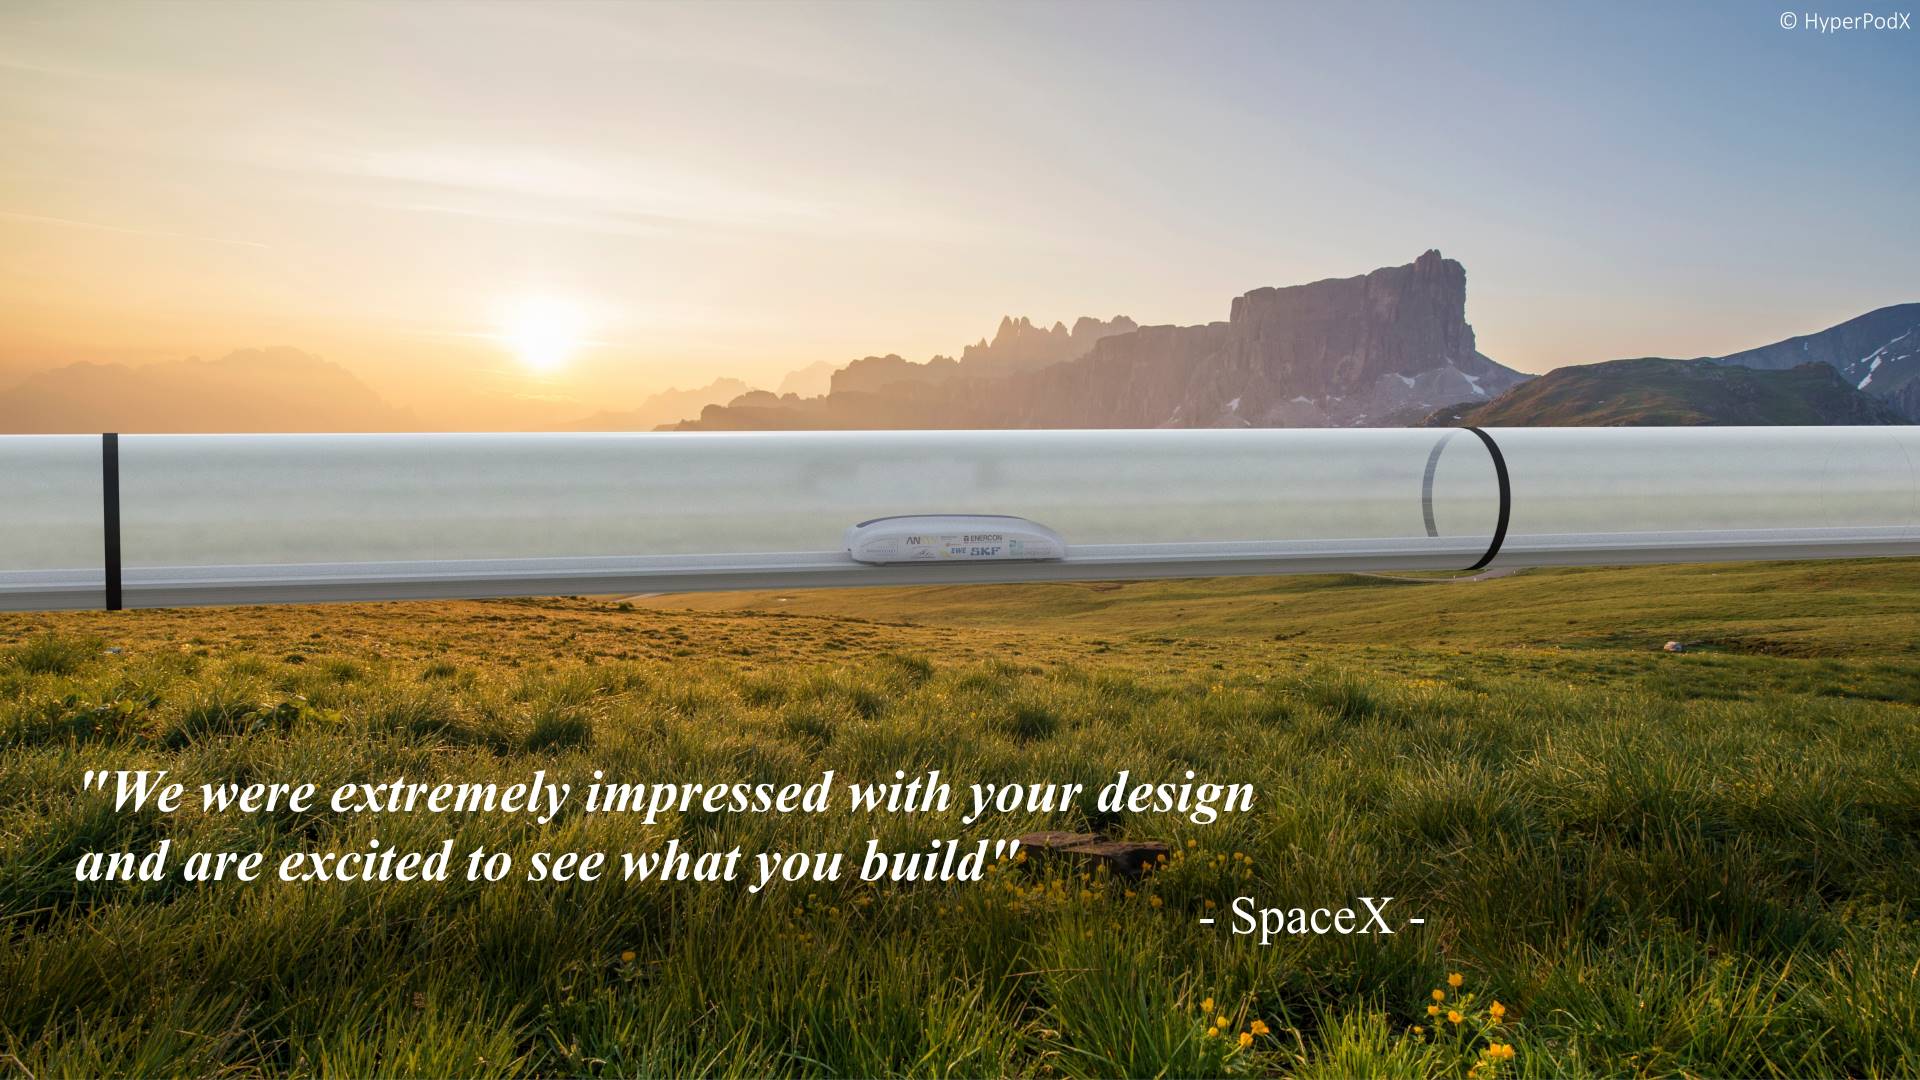 © HyperPodX
ENERCON
EWE SKF
"We were extremely impressed with your design
and are excited to see what you build"
- SpaceX -